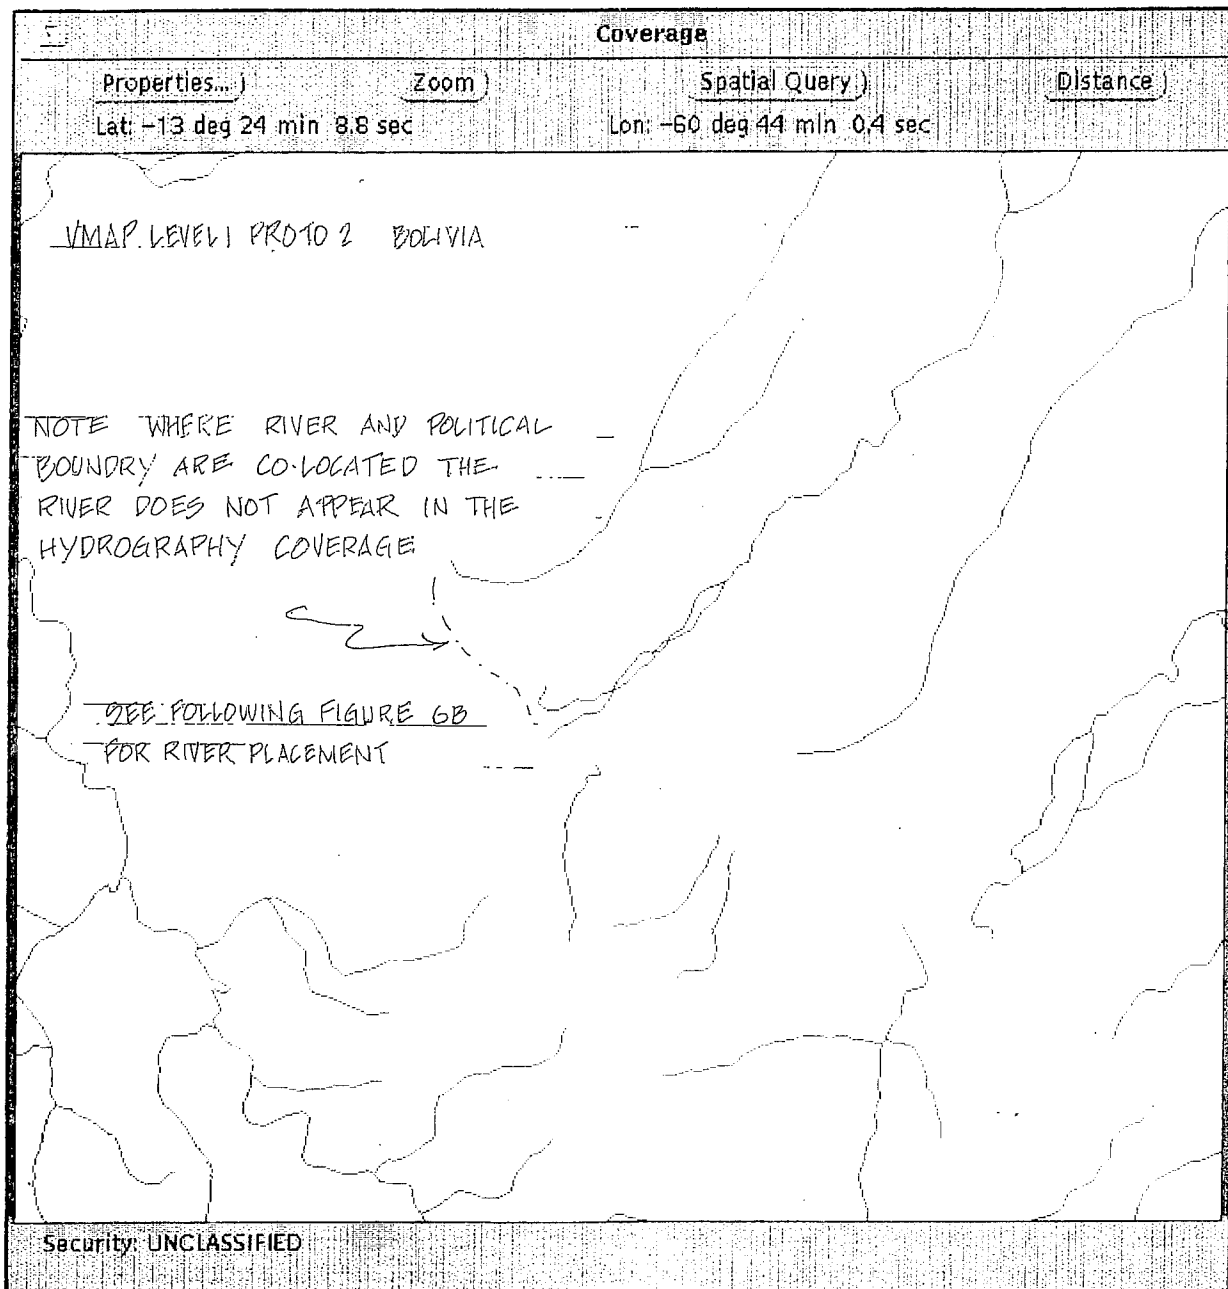 Coverage
Properties... Zoom Spatial Query Distance
Lat: -13 deg 24 min 8.8 sec Lon: -60 deg 44 min 0.4 sec
VMAP LEVEL 1 PROTO 2 BOLIVIA
NOTE WHERE RIVER AND POLITICAL
BOUNDRY ARE CO-LOCATED THE
RIVER DOES NOT APPEAR IN THE
HYDROGRAPHY COVERAGE
SEE FOLLOWING FIGURE 6B
FOR RIVER PLACEMENT
Security: UNCLASSIFIED